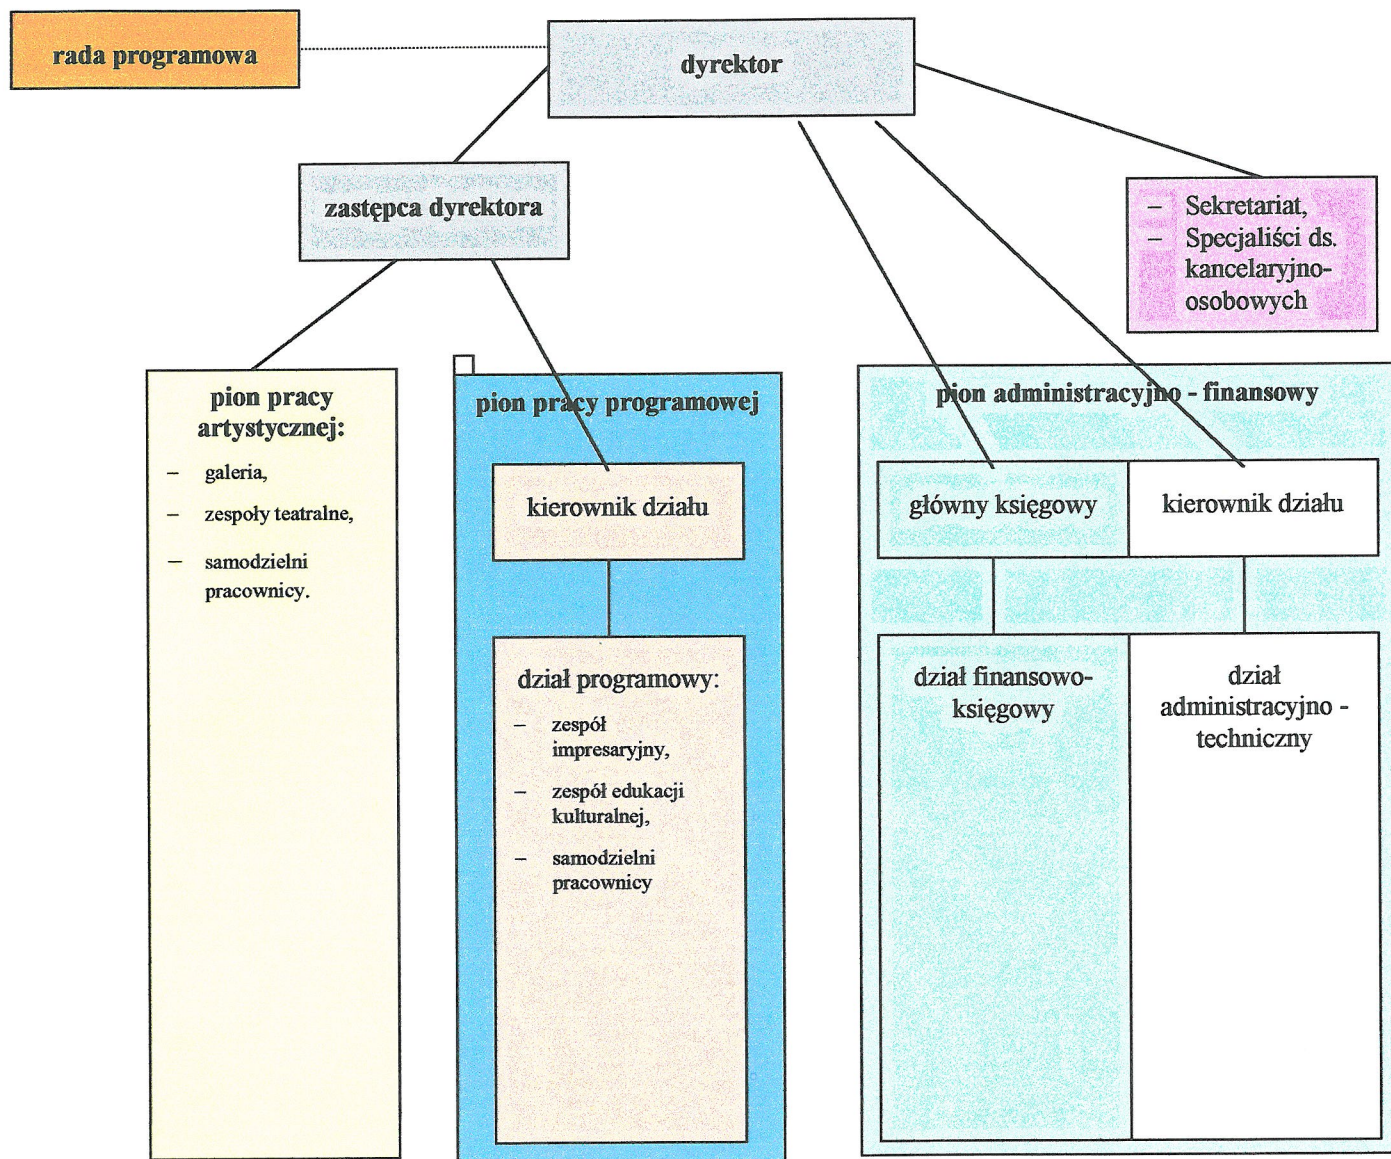 rada programowa
dyrektor
zastępca dyrektora
– Sekretariat,
– Specjaliści ds.
kancelaryjno-
osobowych
pion pracy
artystycznej:
– galeria,
– zespoły teatralne,
– samodzielni
pracownicy.
pion pracy programowej
kierownik działu
dział programowy:
– zespół
impresaryjny,
– zespół edukacji
kulturalnej,
– samodzielni
pracownicy
pion administracyjno - finansowy
główny księgowy
kierownik działu
dział finansowo-
księgowy
dział
administracyjno -
techniczny